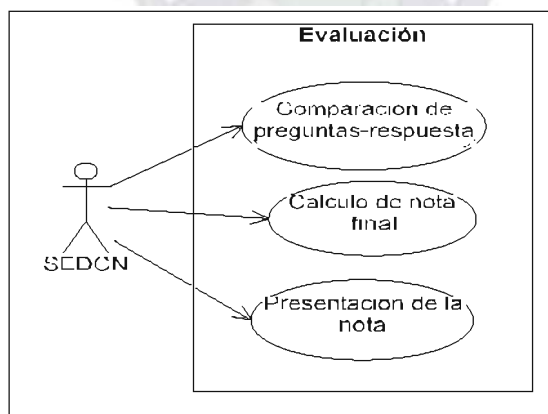 Evaluación
Comparacion de
preguntas-respuesta
Calculo de nota
final
SEDCN
Presentacion de la
nota